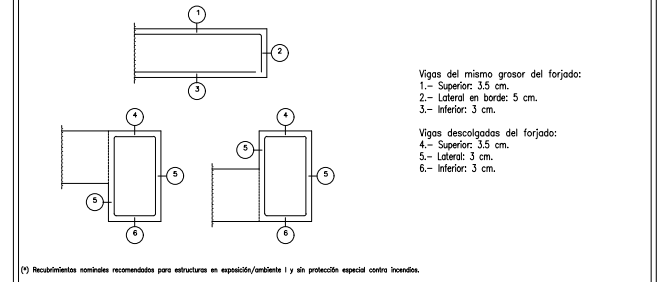 1
2
3
Vigas del mismo grosor del forjado:
1.- Superior: 3.5 cm.
2.- Lateral en borde: 5 cm.
3.- Inferior: 3 cm.
Vigas descolgadas del forjado:
4.- Superior: 3.5 cm.
5.- Lateral: 3 cm.
6.- Inferior: 3 cm.
4
5
5
6
4
5
5
6
(*) Recubrimientos nominales recomendados para estructuras en exposición/ambiente I y sin protección especial contra incendios.